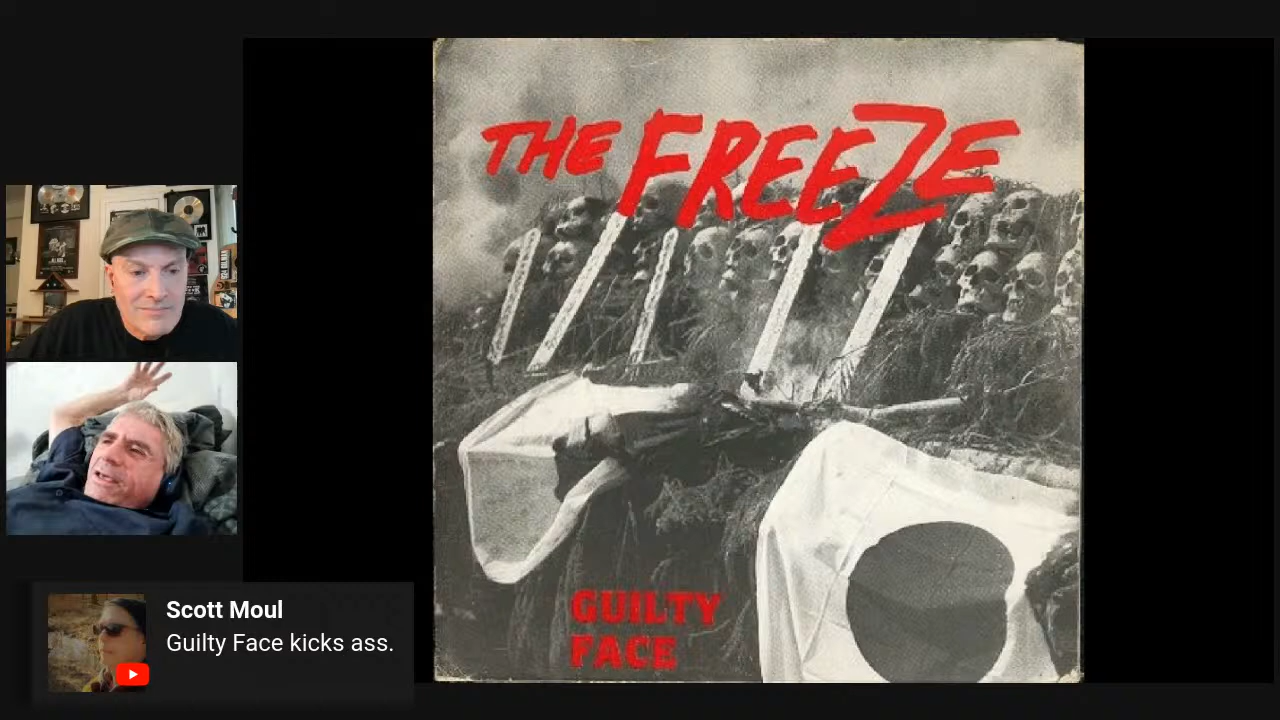 THE FREEZE
GUILTY
FACE
Scott Moul
Guilty Face kicks ass.